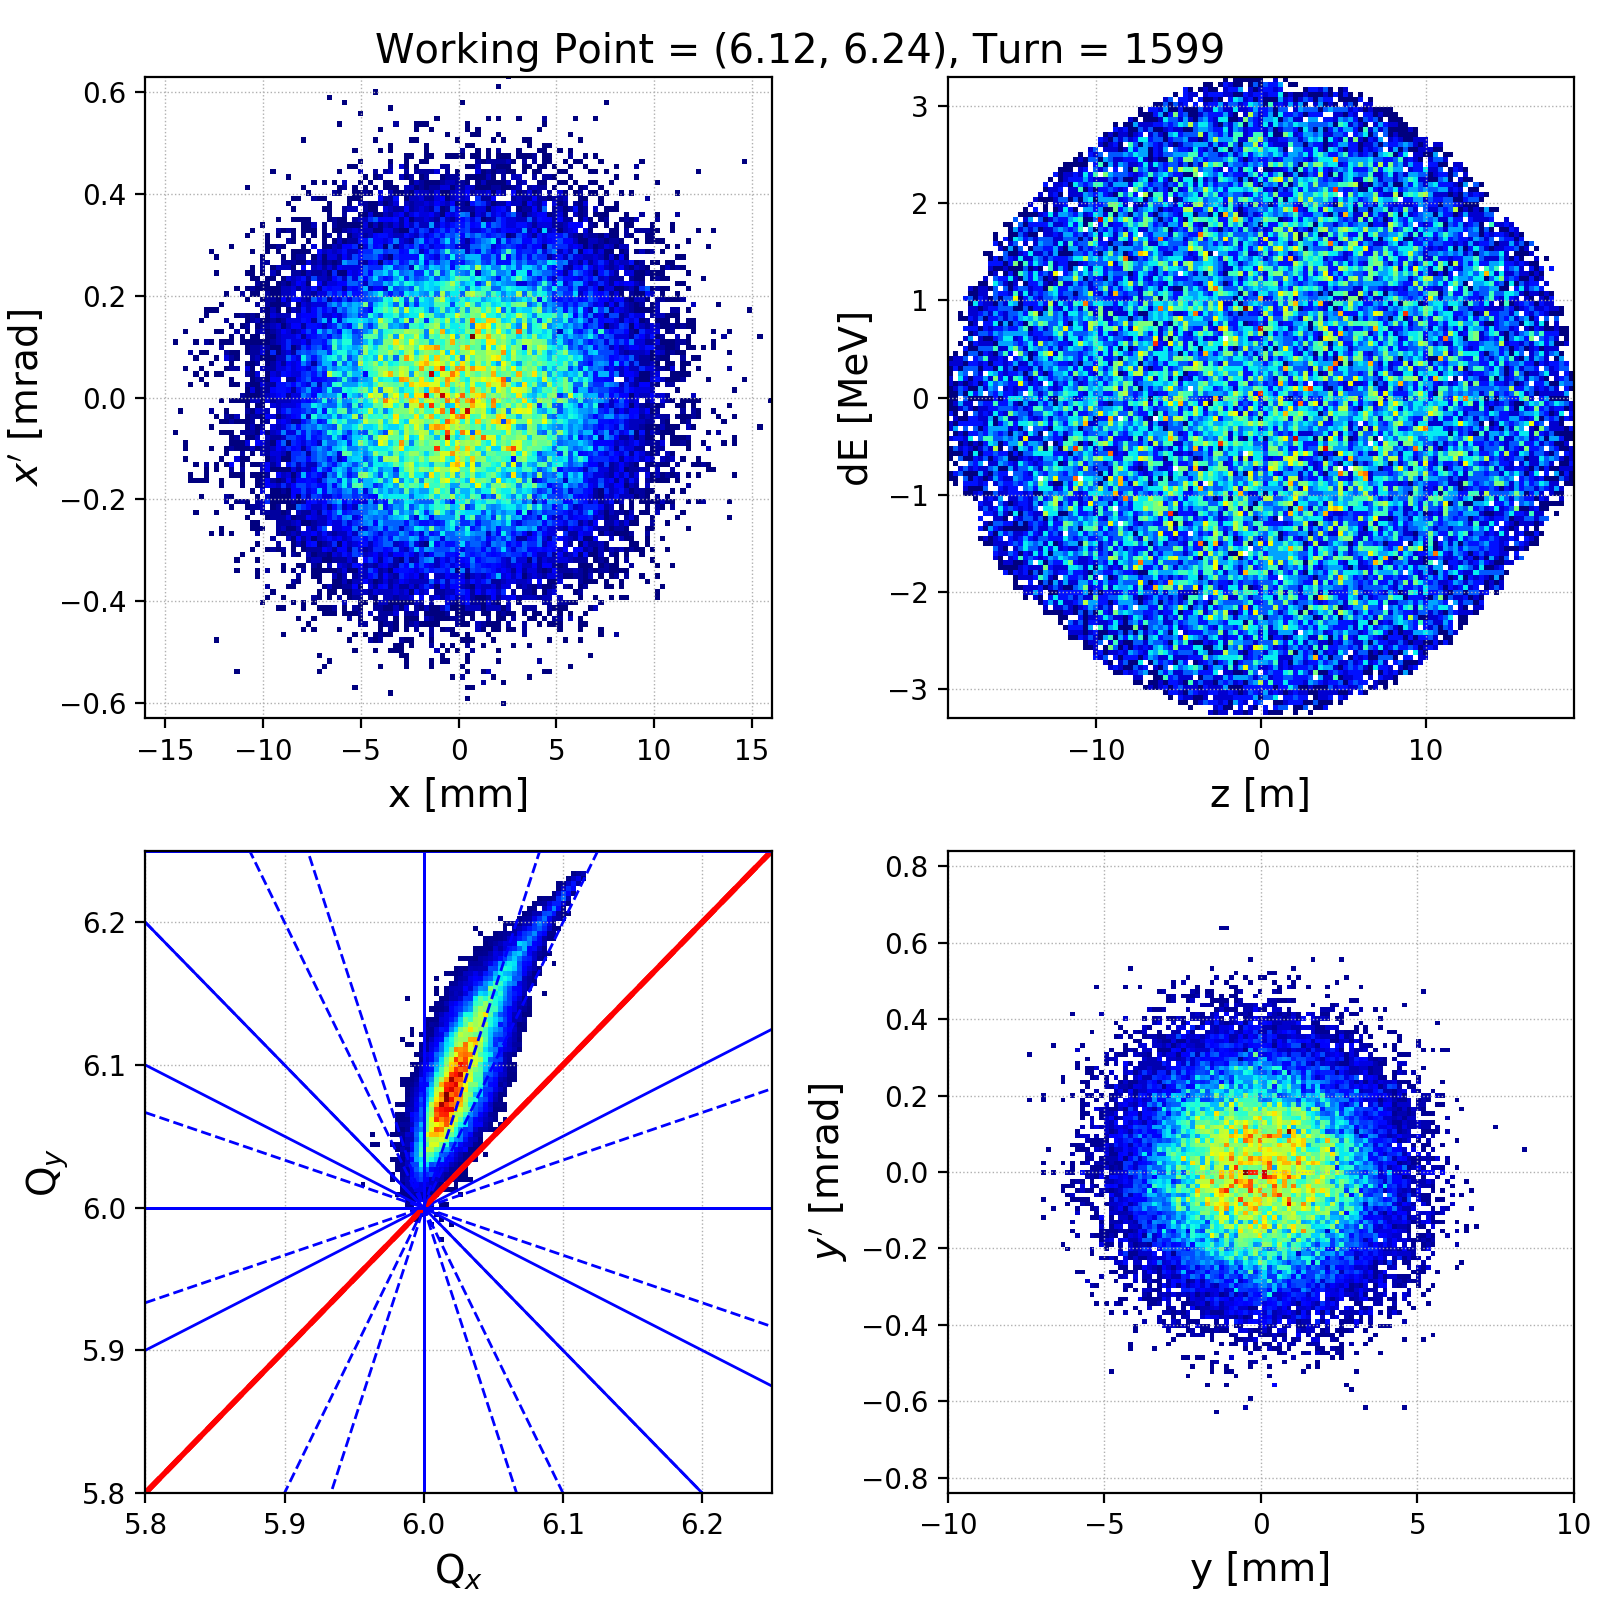 Working Point = (6.12, 6.24), Turn = 1599
0.6
0.4
0.2
0.0
−0.2
−0.4
−0.6
x′ [mrad]
−15 −10 −5 0 5 10 15
x [mm]
3
2
1
0
−1
−2
−3
dE [MeV]
−10 0 10
z [m]
6.2
6.1
6.0
5.9
5.8
Qy
5.8 5.9 6.0 6.1 6.2
Qx
0.8
0.6
0.4
0.2
0.0
−0.2
−0.4
−0.6
−0.8
y′ [mrad]
−10 −5 0 5 10
y [mm]